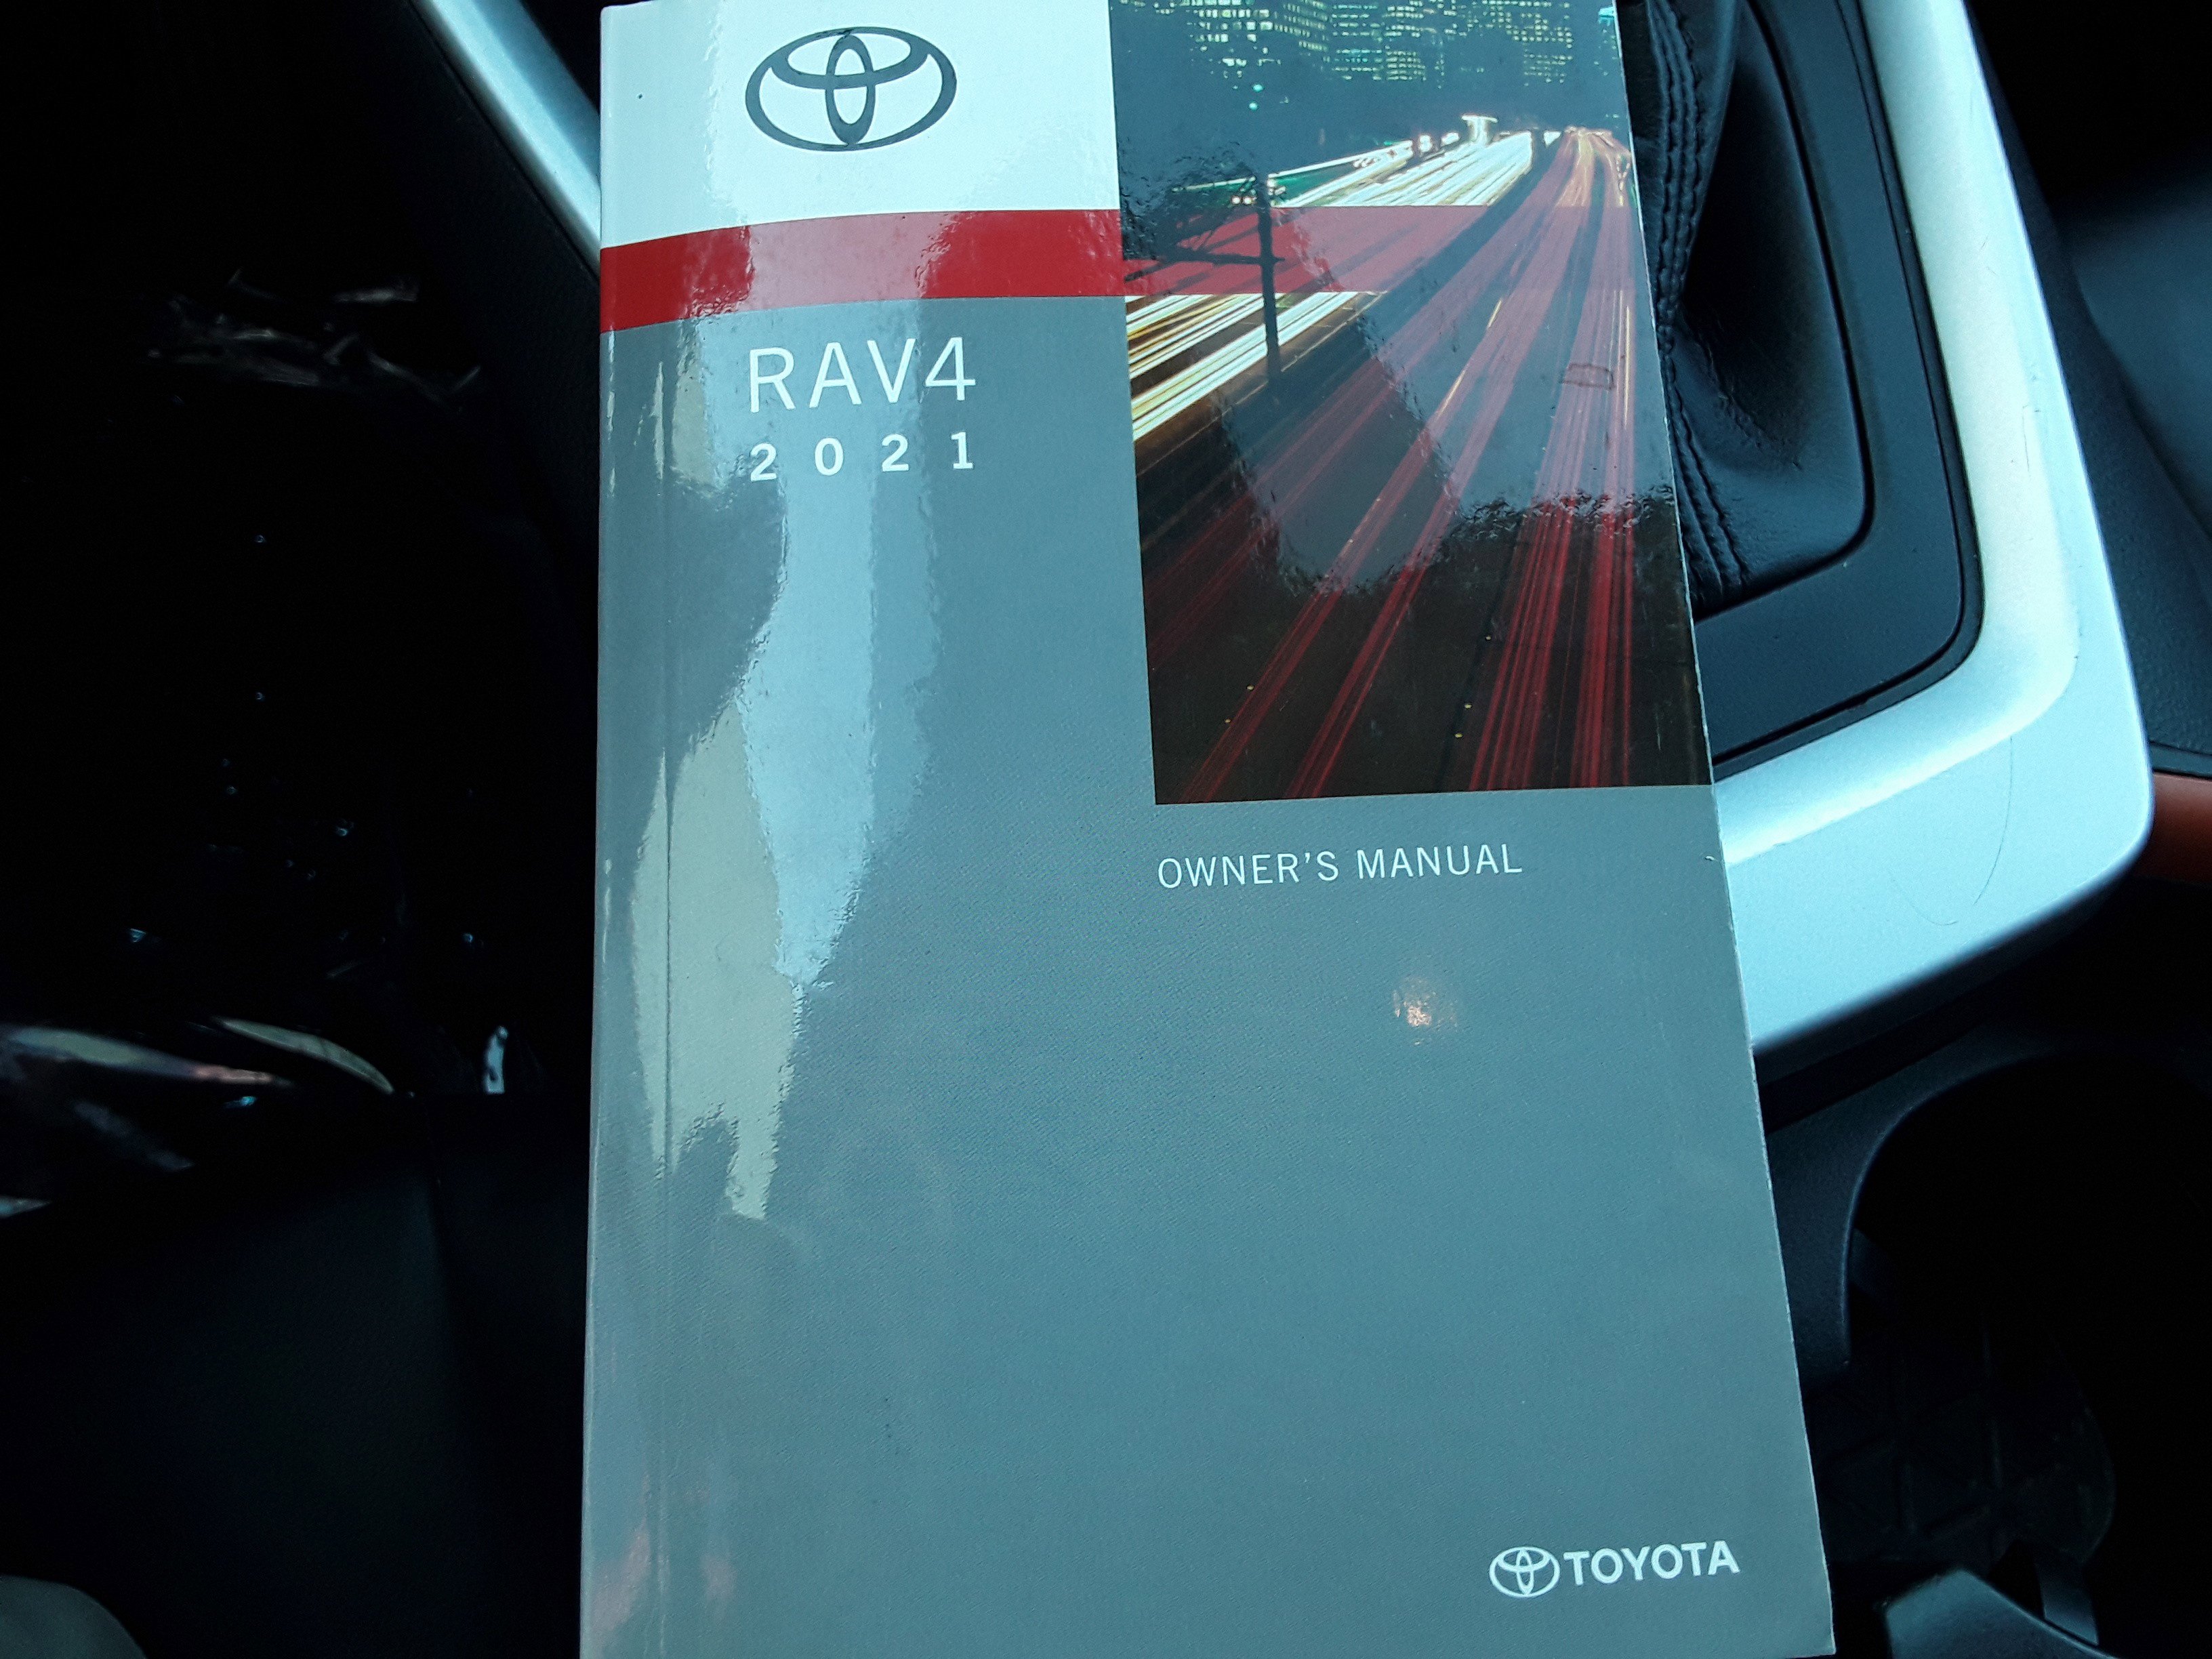 RAV4
2021
OWNER'S MANUAL
TOYOTA